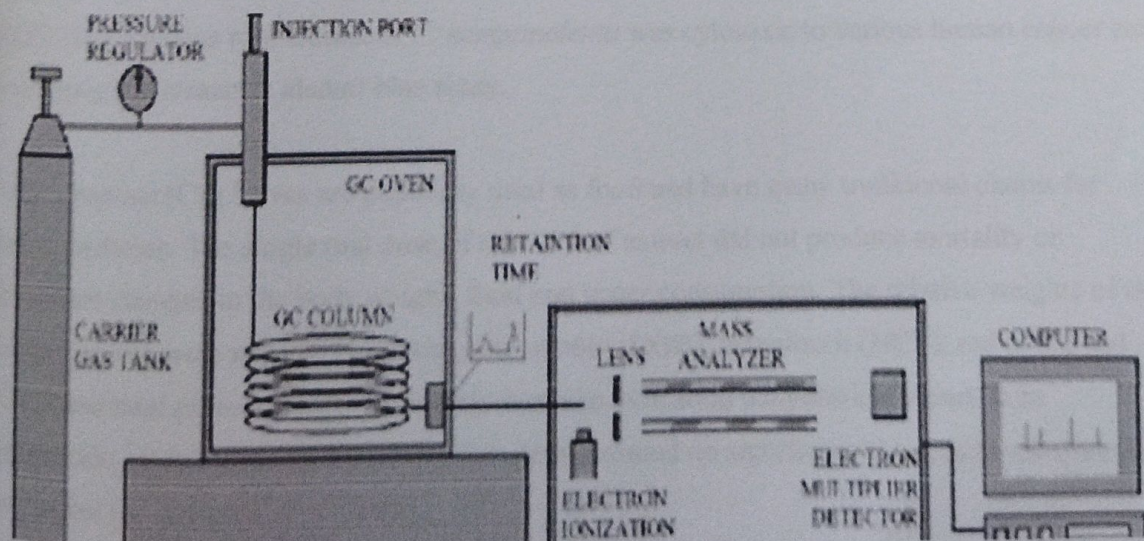 PRESSURE
REGULATOR
INJECTION PORT
GC OVEN
RETAINTION
TIME
CARRIER
GAS TANK
GC COLUMN
LENS
MASS
ANALYZER
COMPUTER
ELECTRON
IONIZATION
ELECTRON
MULTIPLIER
DETECTOR